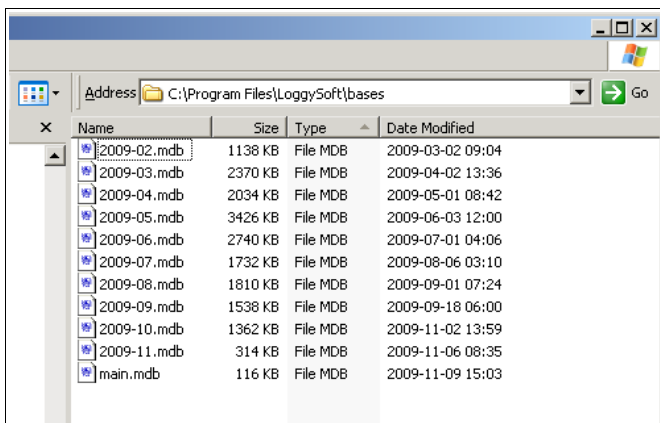 Address C:\Program Files\LoggySoft\bases Go
Name Size Type Date Modified
2009-02.mdb 1138 KB File MDB 2009-03-02 09:04
2009-03.mdb 2370 KB File MDB 2009-04-02 13:36
2009-04.mdb 2034 KB File MDB 2009-05-01 08:42
2009-05.mdb 3426 KB File MDB 2009-06-03 12:00
2009-06.mdb 2740 KB File MDB 2009-07-01 04:06
2009-07.mdb 1732 KB File MDB 2009-08-06 03:10
2009-08.mdb 1810 KB File MDB 2009-09-01 07:24
2009-09.mdb 1538 KB File MDB 2009-09-18 06:00
2009-10.mdb 1362 KB File MDB 2009-11-02 13:59
2009-11.mdb 314 KB File MDB 2009-11-06 08:35
main.mdb 116 KB File MDB 2009-11-09 15:03